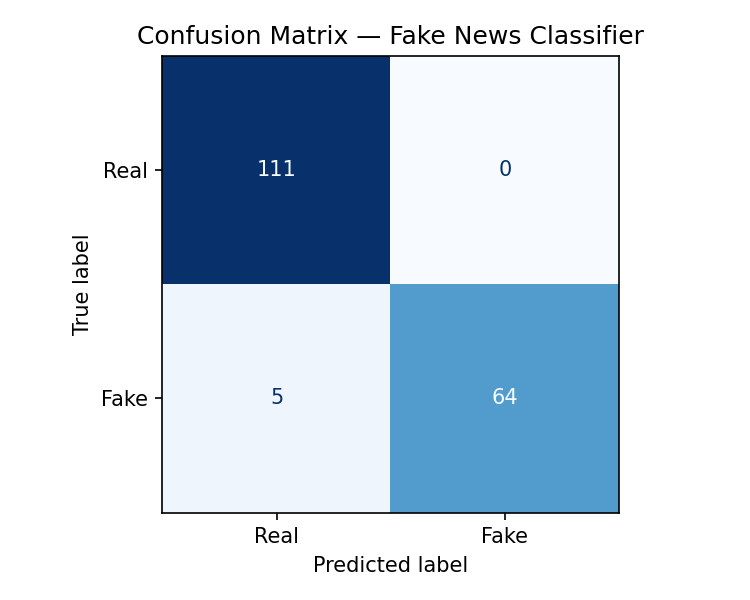 Confusion Matrix — Fake News Classifier
True label
Real
111
0
Fake
5
64
Real
Fake
Predicted label